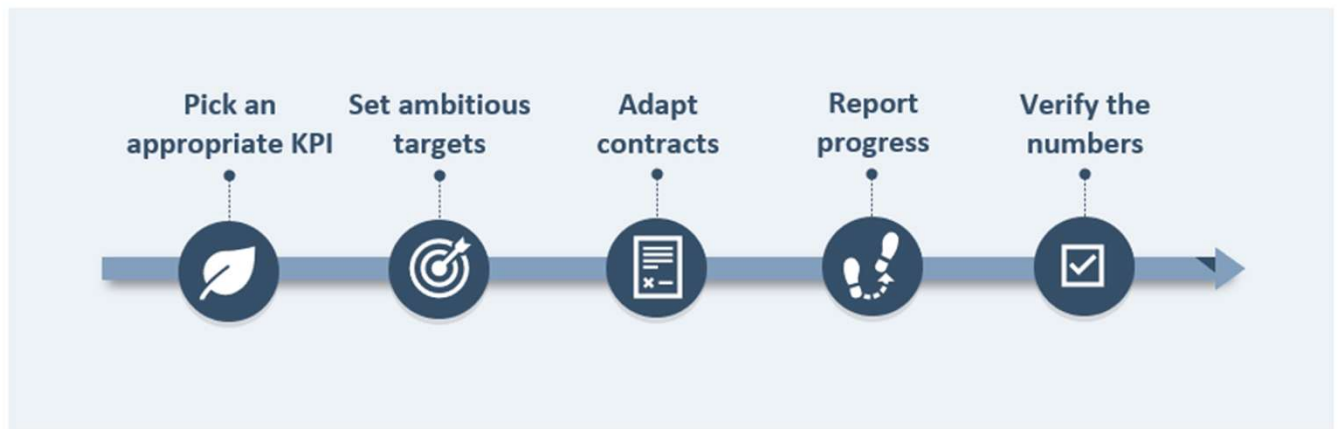 Pick an
appropriate KPI
Set ambitious
targets
Adapt
contracts
Report
progress
Verify the
numbers